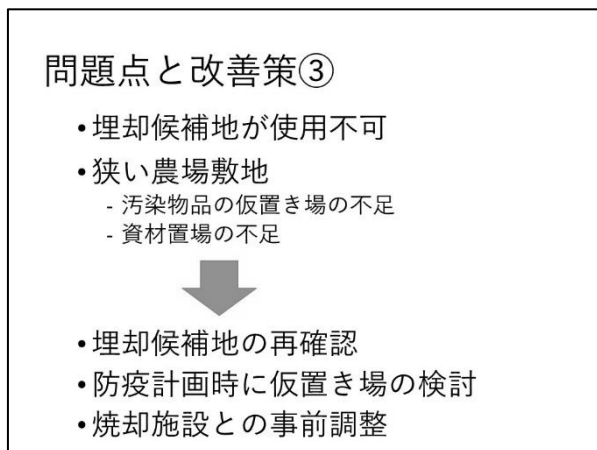 問題点と改善策③
•埋却候補地が使用不可
•狭い農場敷地
- 汚染物品の仮置き場の不足
- 資材置場の不足
•埋却候補地の再確認
•防疫計画時に仮置き場の検討
•焼却施設との事前調整